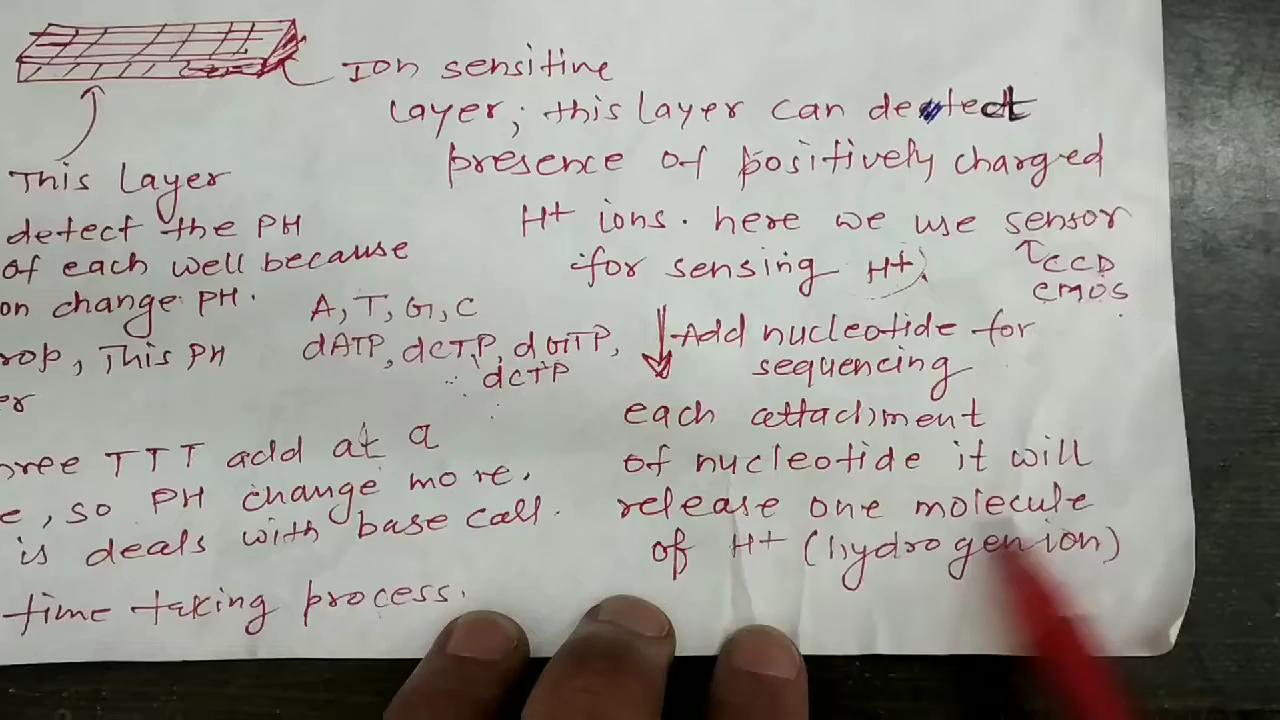 Ion sensitive
Layer; this layer can detect
presence of positively charged
H+ ions. here we use sensor
for sensing H+.
CCD
CMOS
Add nucleotide for
sequencing
each attachment
of nucleotide it will
release one molecule
of H+ (hydrogen ion)
This Layer
detect the PH
of each well because
on change PH.
A, T, G, C
dATP, dCTP, dGTP,
dCTP
rop, This PH
er
ree TTT add at a
e, so PH change more.
is deals with base call.
time taking process.